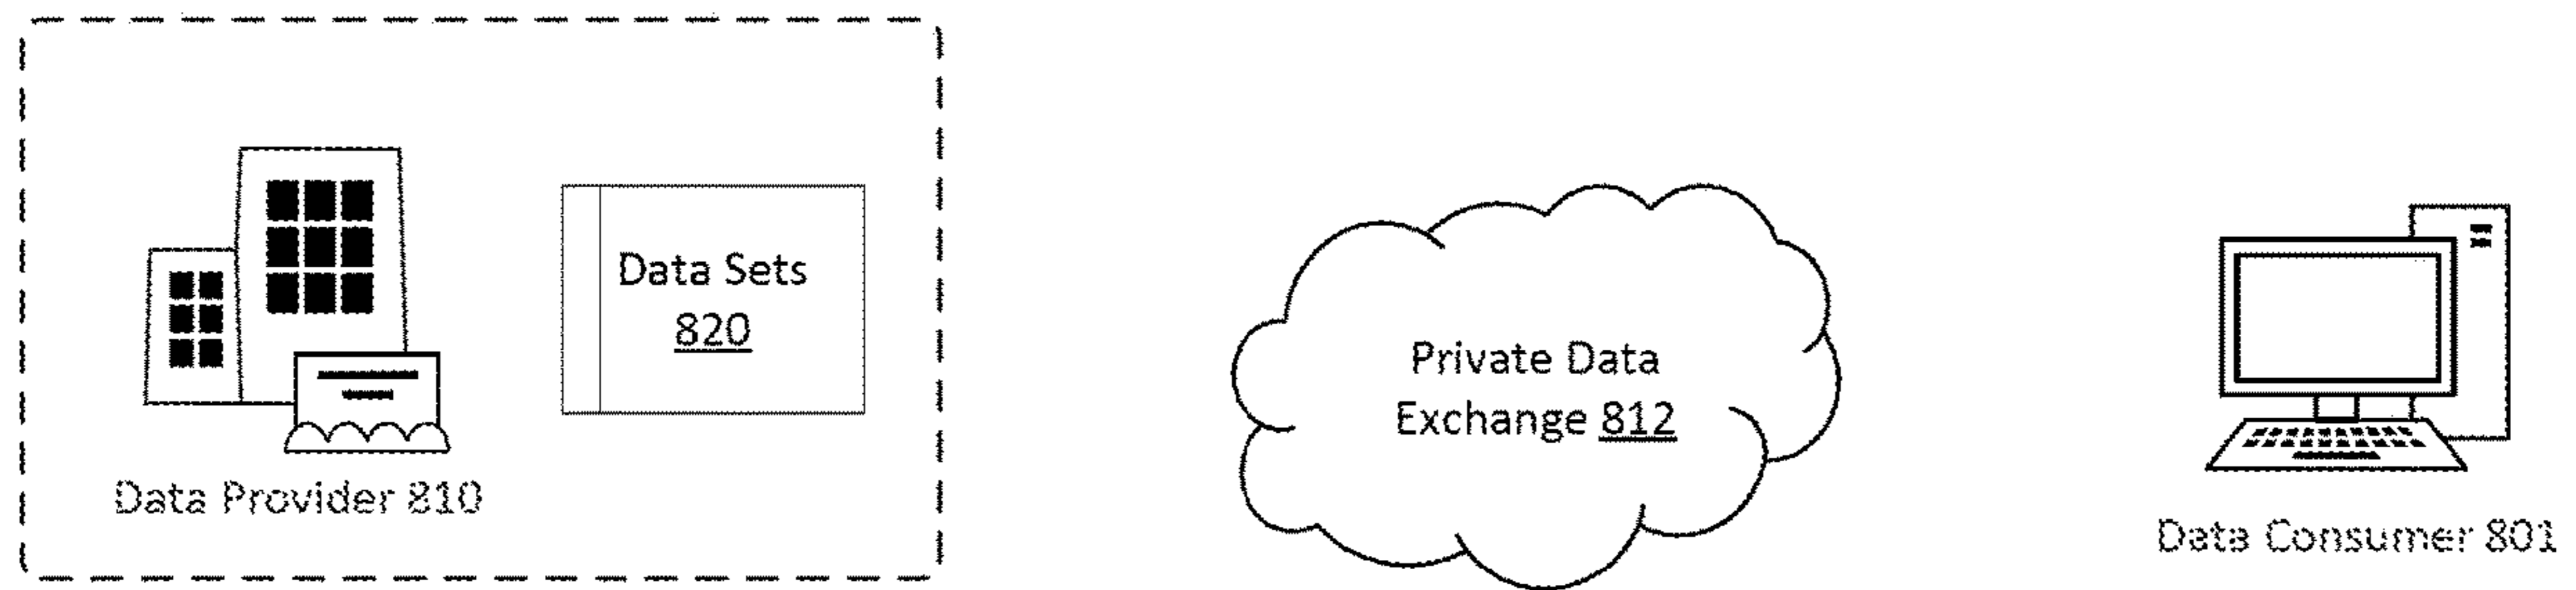 Data Sets
820
Data Provider 810
Private Data
Exchange 812
Data Consumer 801